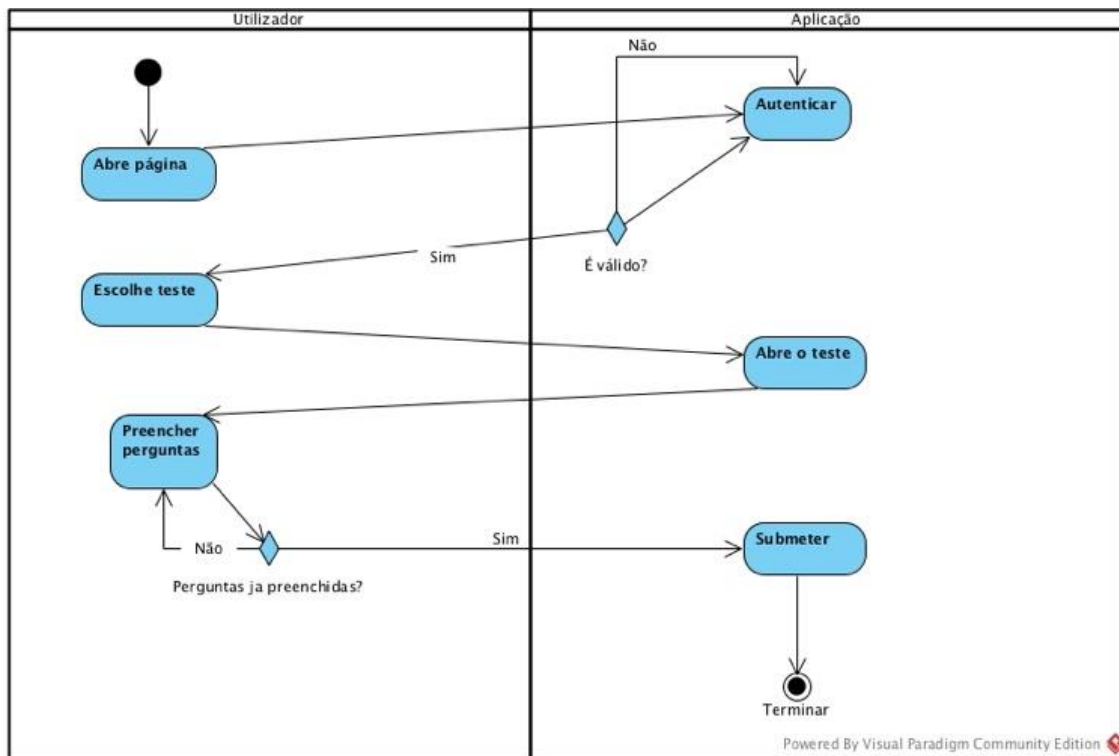 Utilizador
Aplicação
Não
Autenticar
Abre página
Sim
É válido?
Escolhe teste
Abre o teste
Preencher
perguntas
Não
Sim
Submeter
Perguntas ja preenchidas?
Terminar
Powered By Visual Paradigm Community Edition